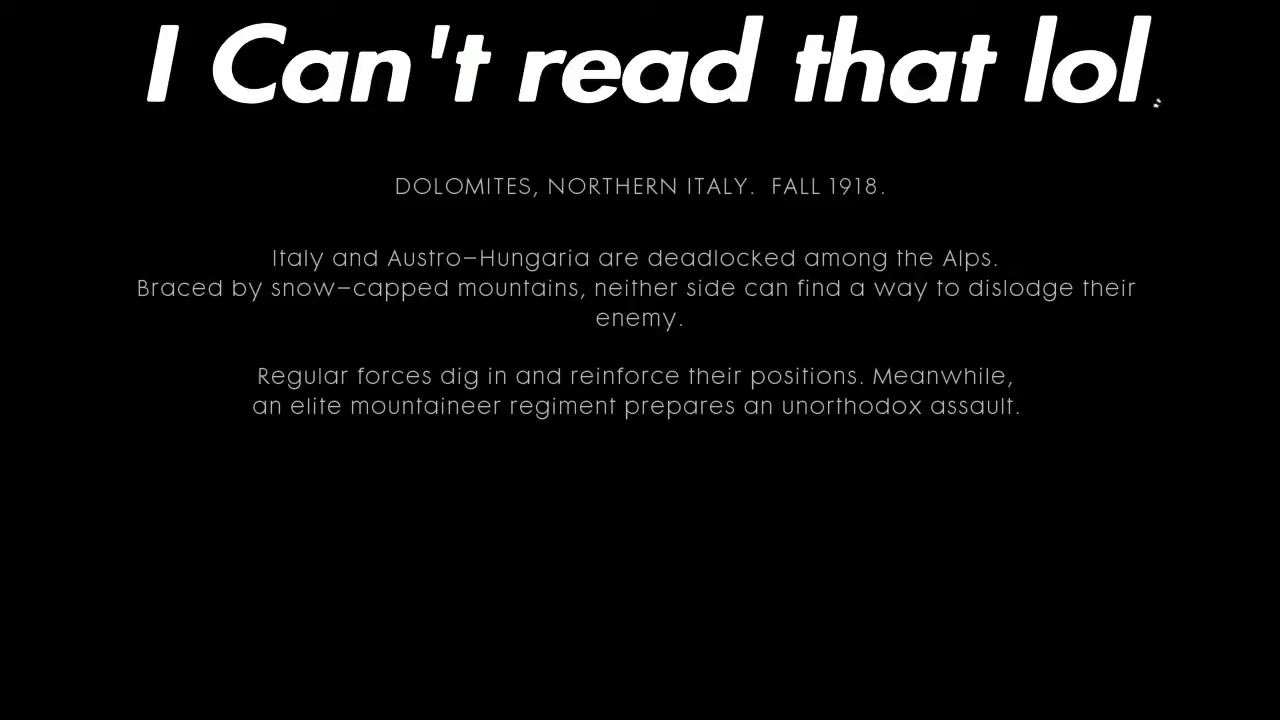 I Can't read that lol
DOLOMITES, NORTHERN ITALY.  FALL 1918.
Italy and Austro-Hungaria are deadlocked among the Alps.
Braced by snow-capped mountains, neither side can find a way to dislodge their
enemy.
Regular forces dig in and reinforce their positions. Meanwhile,
an elite mountaineer regiment prepares an unorthodox assault.